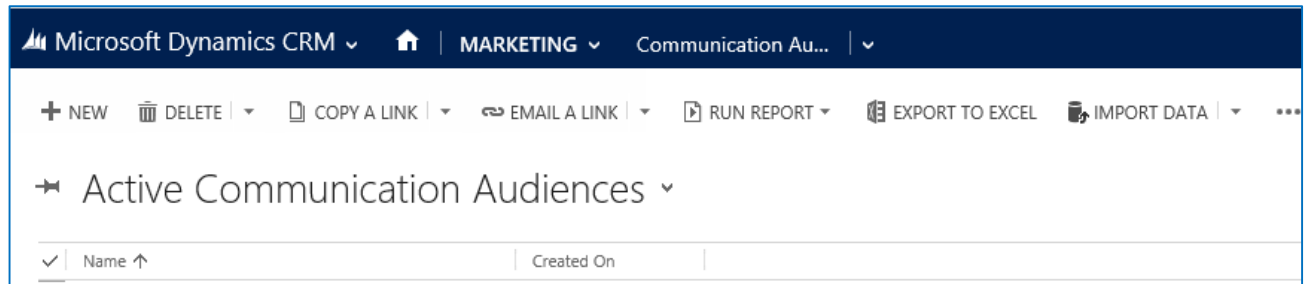 Microsoft Dynamics CRM MARKETING Communication Au...
NEW DELETE COPY A LINK EMAIL A LINK RUN REPORT EXPORT TO EXCEL IMPORT DATA ...
Active Communication Audiences
Name ↑ Created On